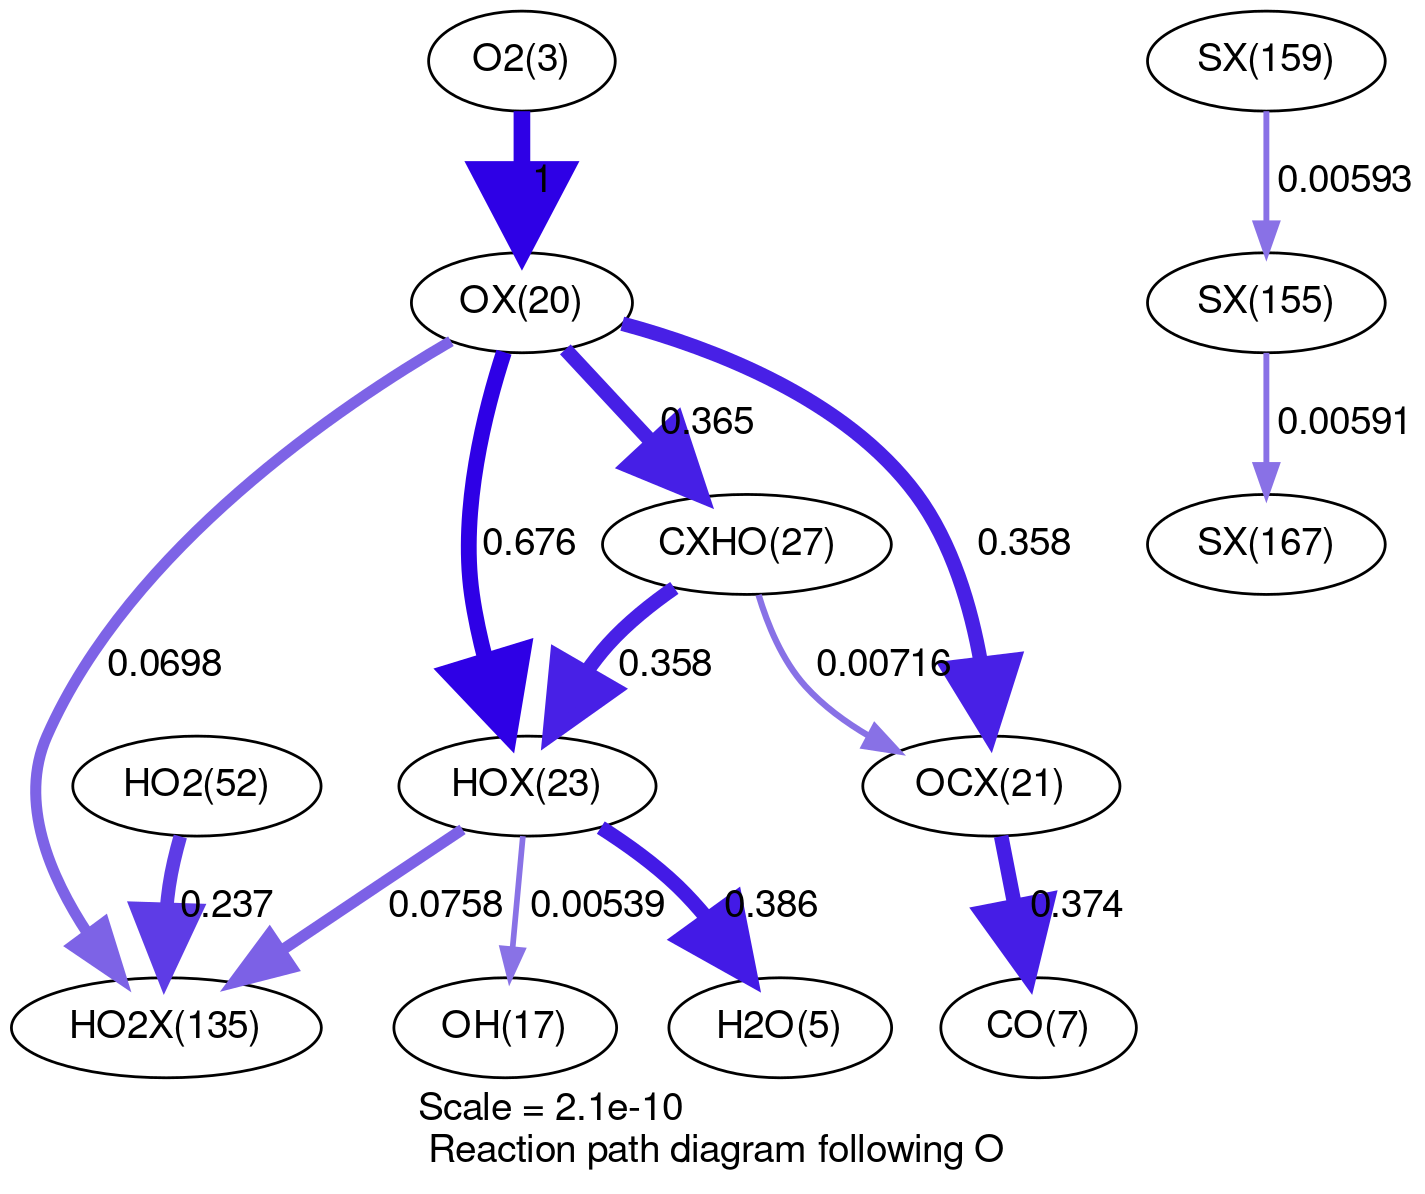 O2(3)
SX(159)
1
0.00593
OX(20)
SX(155)
0.365
0.00591
0.676
CXHO(27)
0.358
SX(167)
0.0698
0.358
0.00716
HO2(52)
HOX(23)
OCX(21)
0.237
0.0758
0.00539
0.386
0.374
HO2X(135)
OH(17)
H2O(5)
CO(7)
Scale = 2.1e-10
Reaction path diagram following O